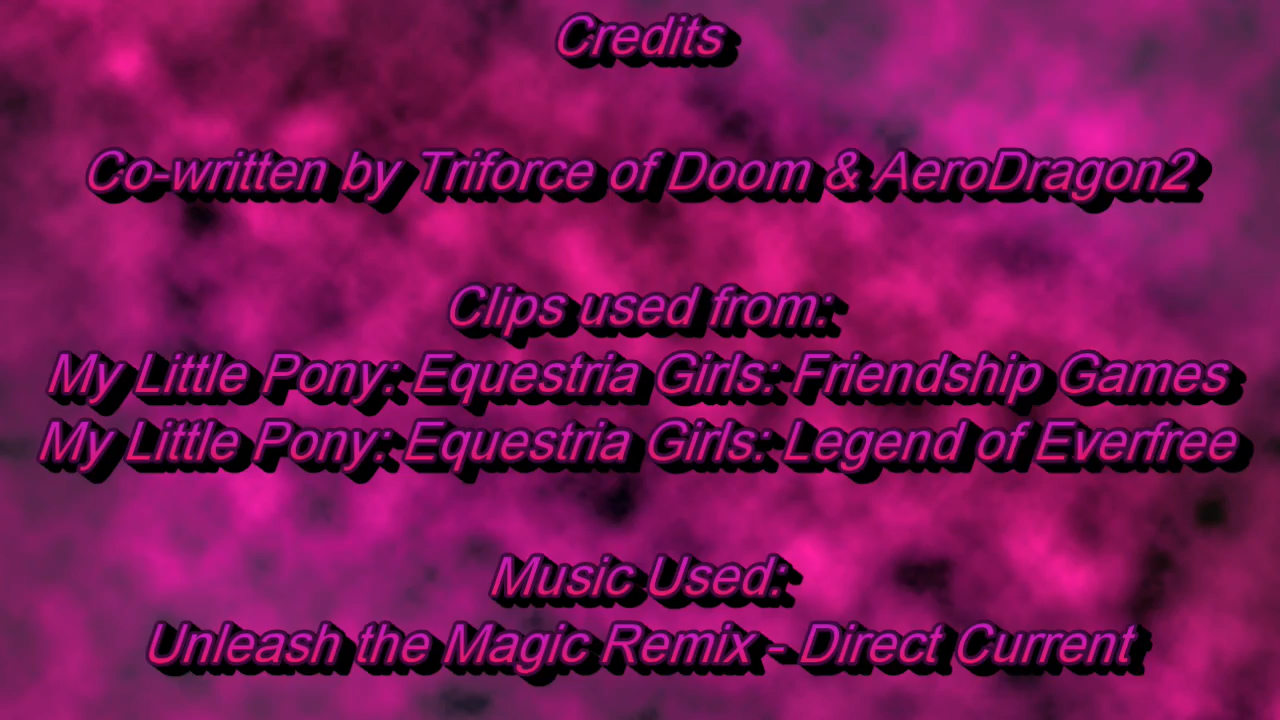 Credits
Co-written by Triforce of Doom & AeroDragon2
Clips used from:
My Little Pony: Equestria Girls: Friendship Games
My Little Pony: Equestria Girls: Legend of Everfree
Music Used:
Unleash the Magic Remix - Direct Current